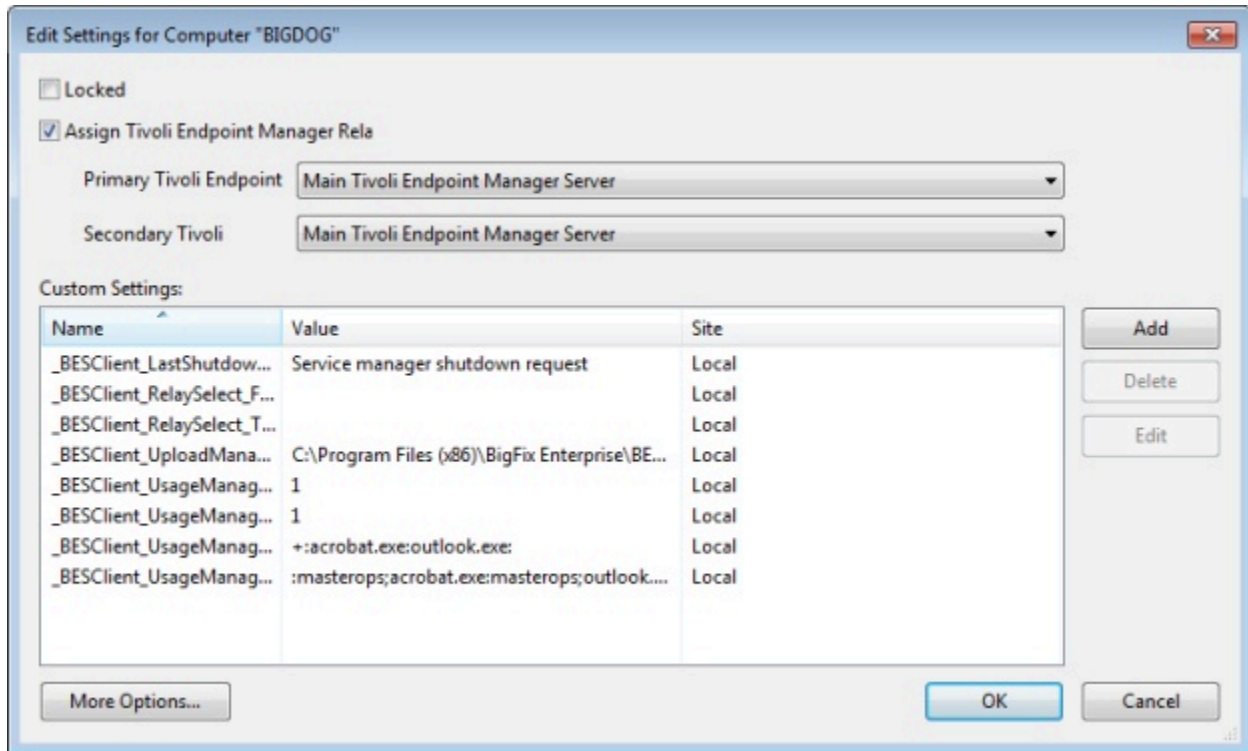 Edit Settings for Computer "BIGDOG"
Locked
Assign Tivoli Endpoint Manager Rela
Primary Tivoli Endpoint Main Tivoli Endpoint Manager Server
Secondary Tivoli Main Tivoli Endpoint Manager Server
Custom Settings:
Name Value Site Add
_BESClient_LastShutdow... Service manager shutdown request Local
_BESClient_RelaySelect_F... Local Delete
_BESClient_RelaySelect_T... Local
_BESClient_UploadMana... C:\Program Files (x86)\BigFix Enterprise\BE... Local Edit
_BESClient_UsageManag... 1 Local
_BESClient_UsageManag... 1 Local
_BESClient_UsageManag... +:acrobat.exe:outlook.exe: Local
_BESClient_UsageManag... :masterops;acrobat.exe:masterops;outlook.... Local
More Options... OK Cancel